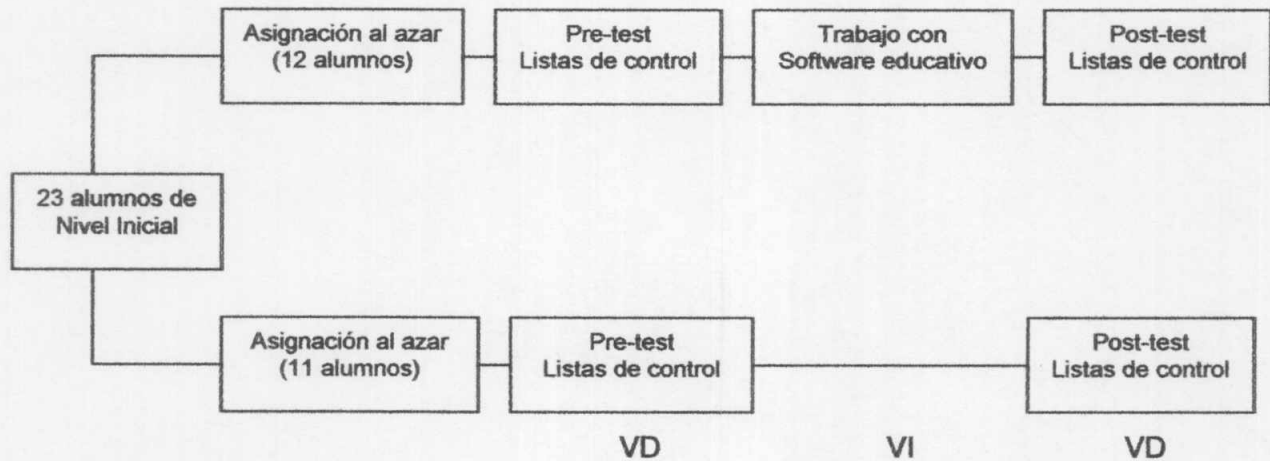 Asignación al azar
(12 alumnos)
Pre-test
Listas de control
Trabajo con
Software educativo
Post-test
Listas de control
23 alumnos de
Nivel Inicial
Asignación al azar
(11 alumnos)
Pre-test
Listas de control
Post-test
Listas de control
VD
VI
VD